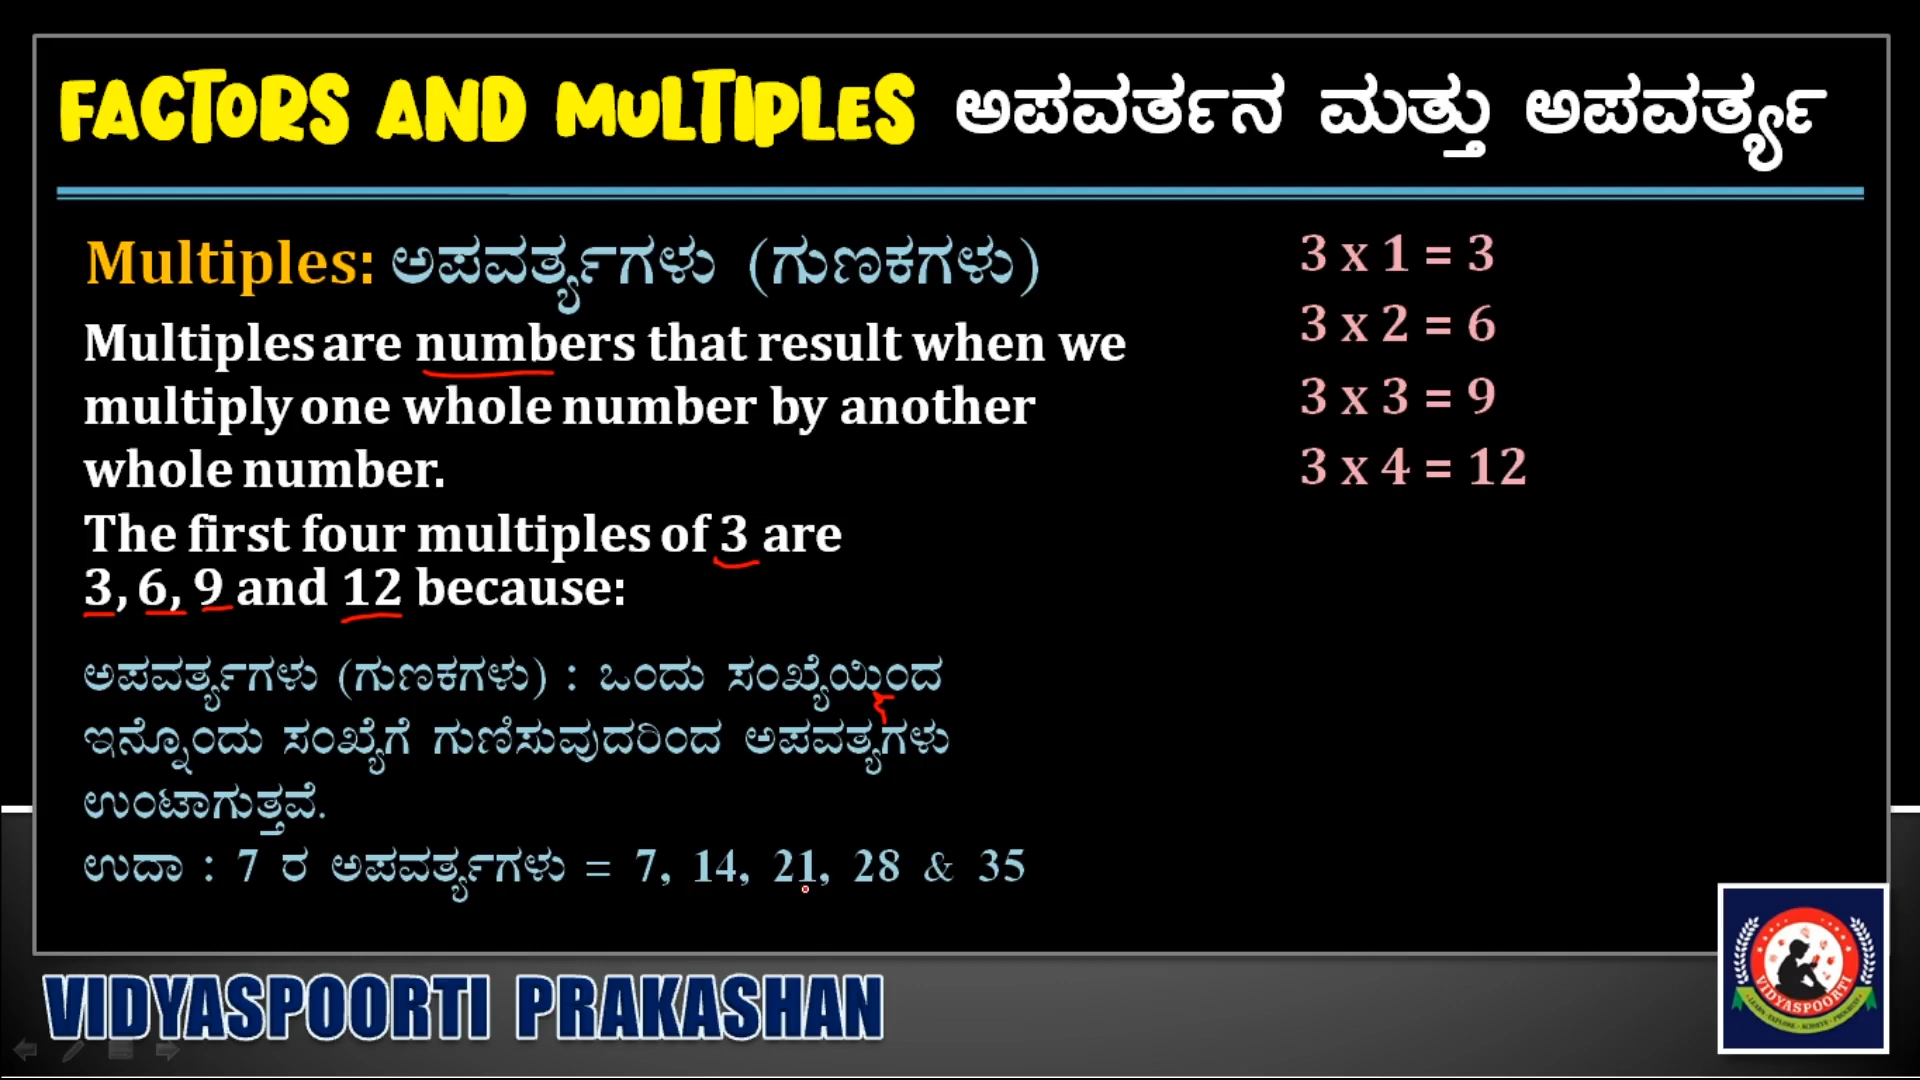 FACTORS AND MULTIPLES ಅಪವರ್ತನ ಮತ್ತು ಅಪವರ್ತ್ಯ
Multiples: ಅಪವರ್ತ್ಯಗಳು (ಗುಣಕಗಳು)
Multiples are numbers that result when we
multiply one whole number by another
whole number.
The first four multiples of 3 are
3, 6, 9 and 12 because:
3 x 1 = 3
3 x 2 = 6
3 x 3 = 9
3 x 4 = 12
ಅಪವರ್ತ್ಯಗಳು (ಗುಣಕಗಳು) : ಒಂದು ಸಂಖ್ಯೆಯಿಂದ
ಇನ್ನೊಂದು ಸಂಖ್ಯೆಗೆ ಗುಣಿಸುವುದರಿಂದ ಅಪವತ್ಯಗಳು
ಉಂಟಾಗುತ್ತವೆ.
ಉದಾ : 7 ರ ಅಪವರ್ತ್ಯಗಳು = 7, 14, 21, 28 & 35
VIDYASPOORTI PRAKASHAN
VIDYASPOORTI